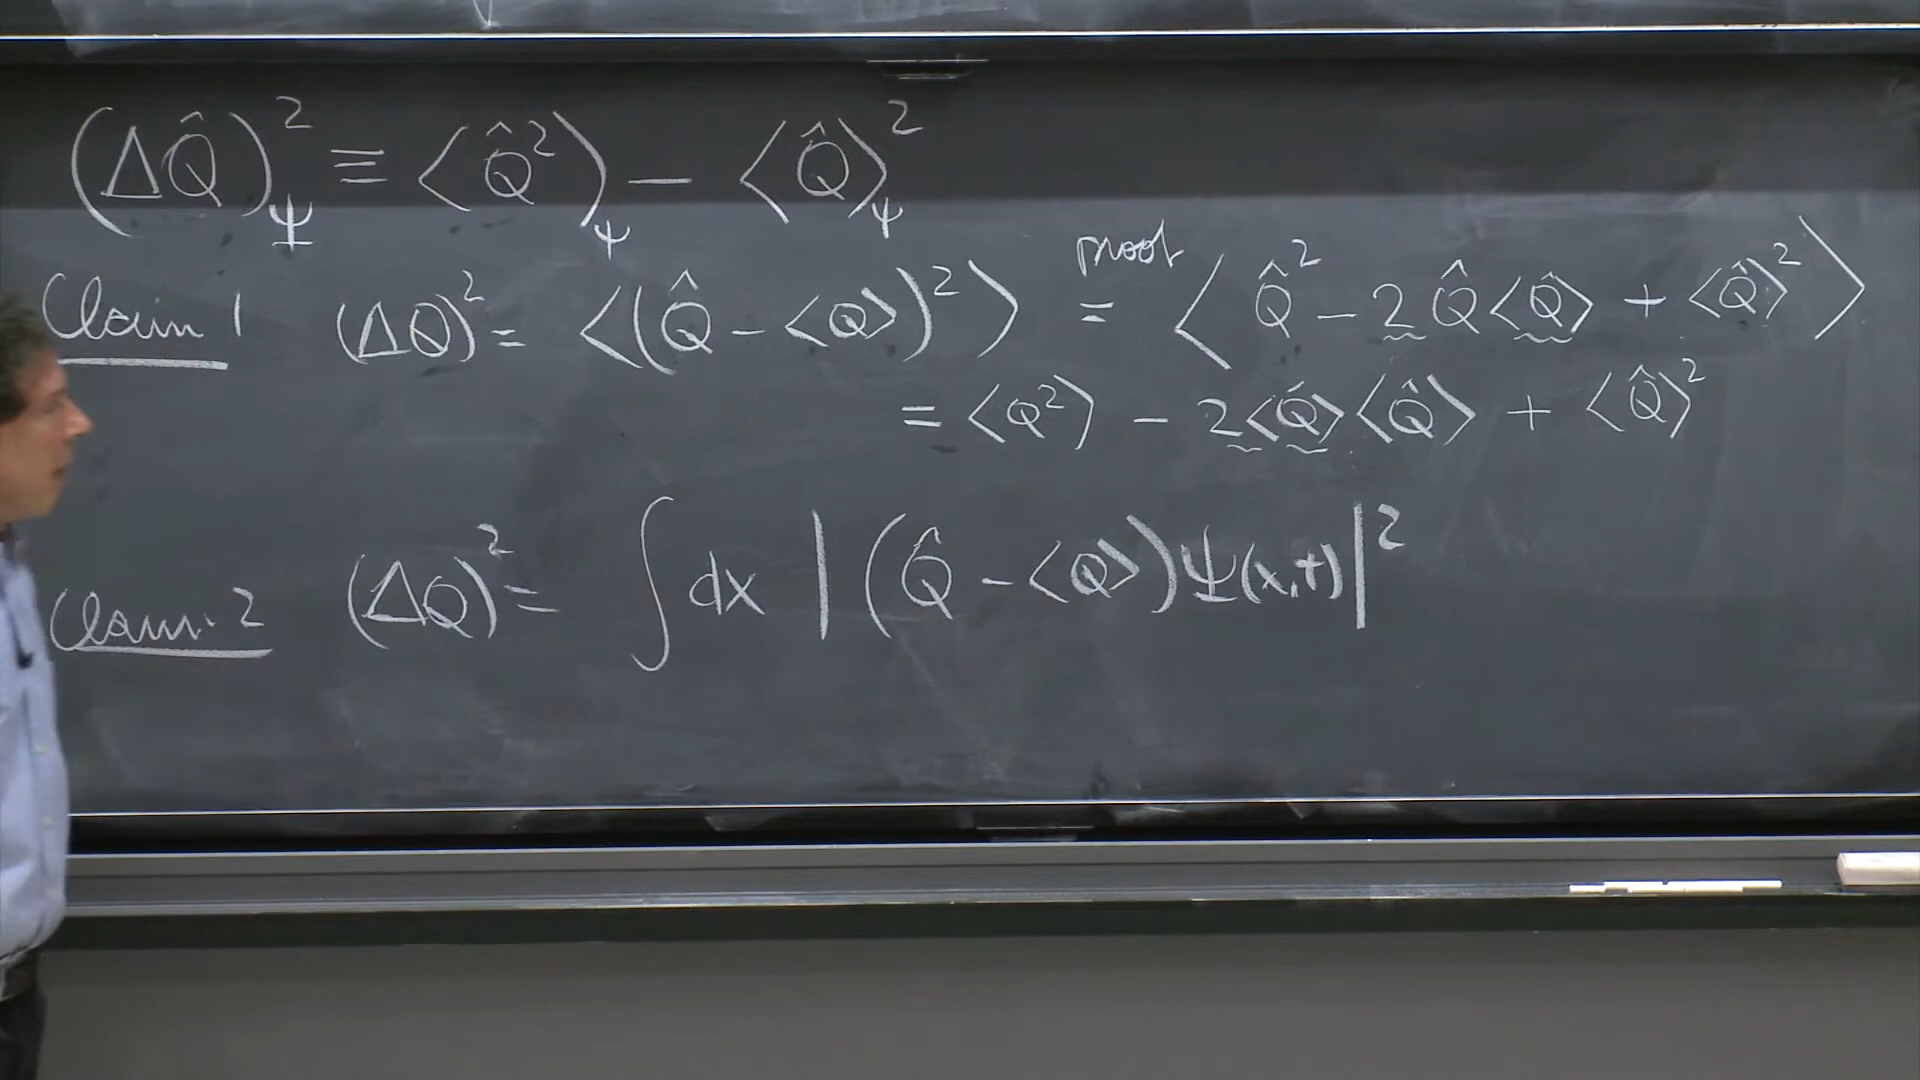 (ΔQ̂)²_Ψ ≡ ⟨Q̂²⟩_ψ − ⟨Q̂⟩²_ψ
Claim 1 (ΔQ)² = ⟨(Q̂ − ⟨Q⟩)²⟩ proof = ⟨Q̂² − 2Q̂⟨Q̂⟩ + ⟨Q̂⟩²⟩
= ⟨Q²⟩ − 2⟨Q̂⟩⟨Q̂⟩ + ⟨Q̂⟩²
Claim 2 (ΔQ)² = ∫ dx |(Q̂ − ⟨Q⟩)Ψ(x,t)|²